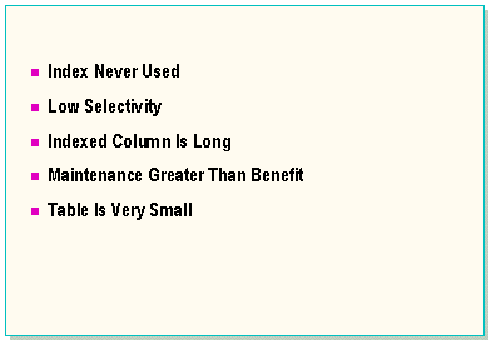 Index Never Used
Low Selectivity
Indexed Column Is Long
Maintenance Greater Than Benefit
Table Is Very Small